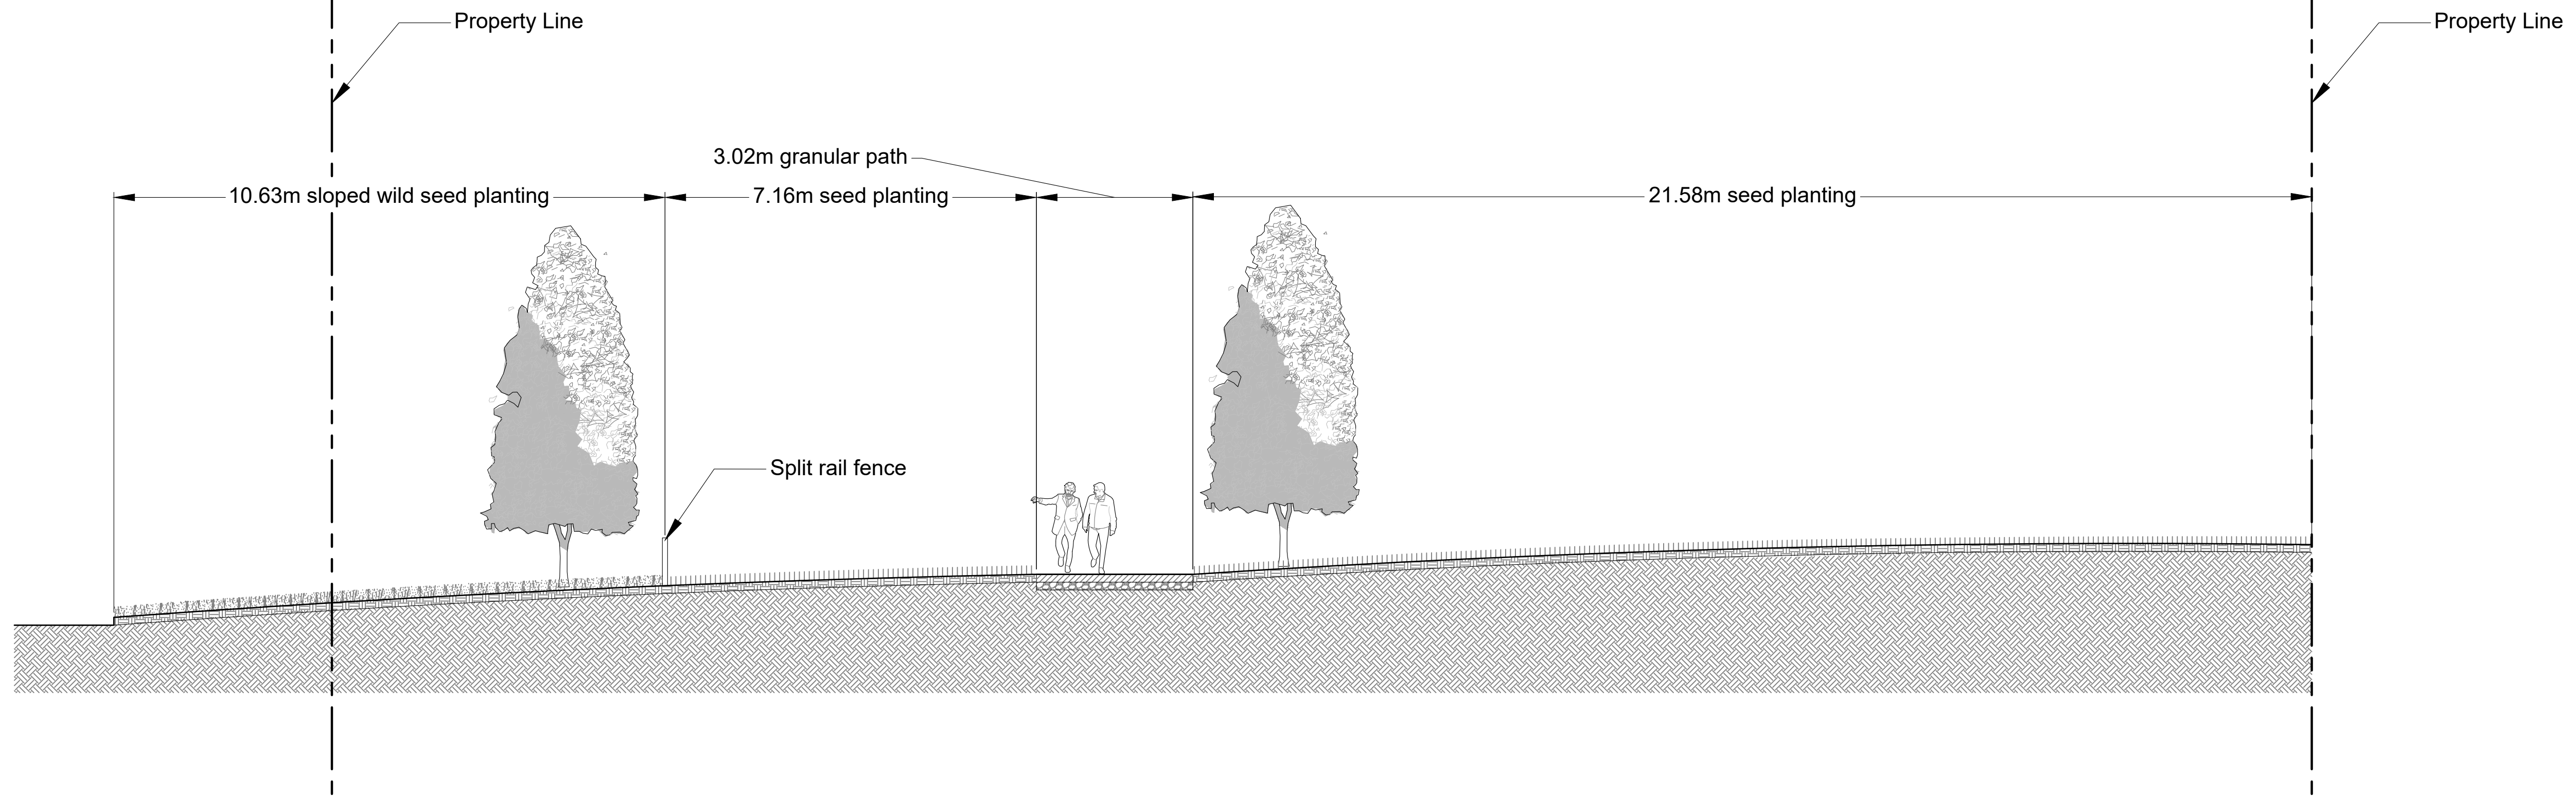 Property Line
Property Line
3.02m granular path
10.63m sloped wild seed planting
7.16m seed planting
21.58m seed planting
Split rail fence